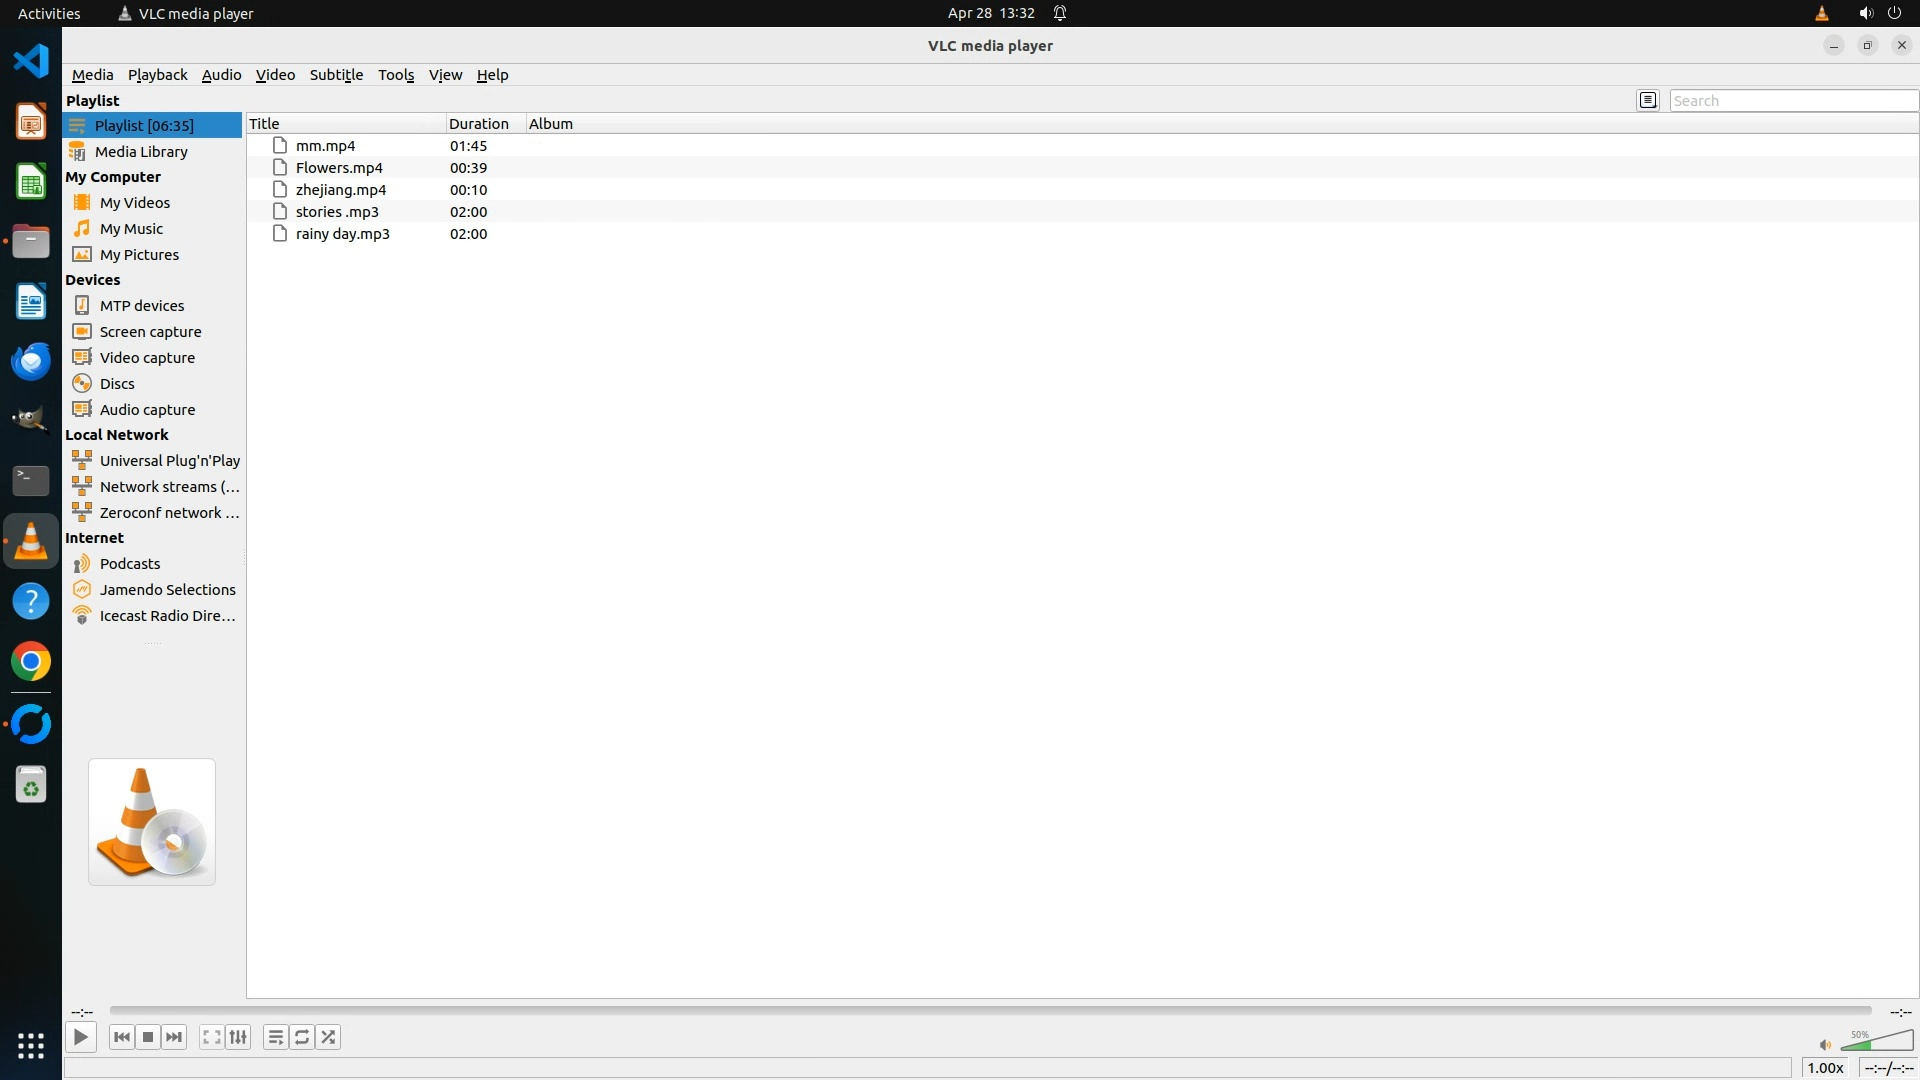 Activities
VLC media player
Apr 28 13:32
VLC media player
Media Playback Audio Video Subtitle Tools View Help
Playlist
Search
Playlist [06:35]
Media Library
My Computer
My Videos
My Music
My Pictures
Devices
MTP devices
Screen capture
Video capture
Discs
Audio capture
Local Network
Universal Plug'n'Play
Network streams (...
Zeroconf network ...
Internet
Podcasts
Jamendo Selections
Icecast Radio Dire...
Title Duration Album
mm.mp4 01:45
Flowers.mp4 00:39
zhejiang.mp4 00:10
stories .mp3 02:00
rainy day.mp3 02:00
--:-- --:--
50%
1.00x --:--/--:--